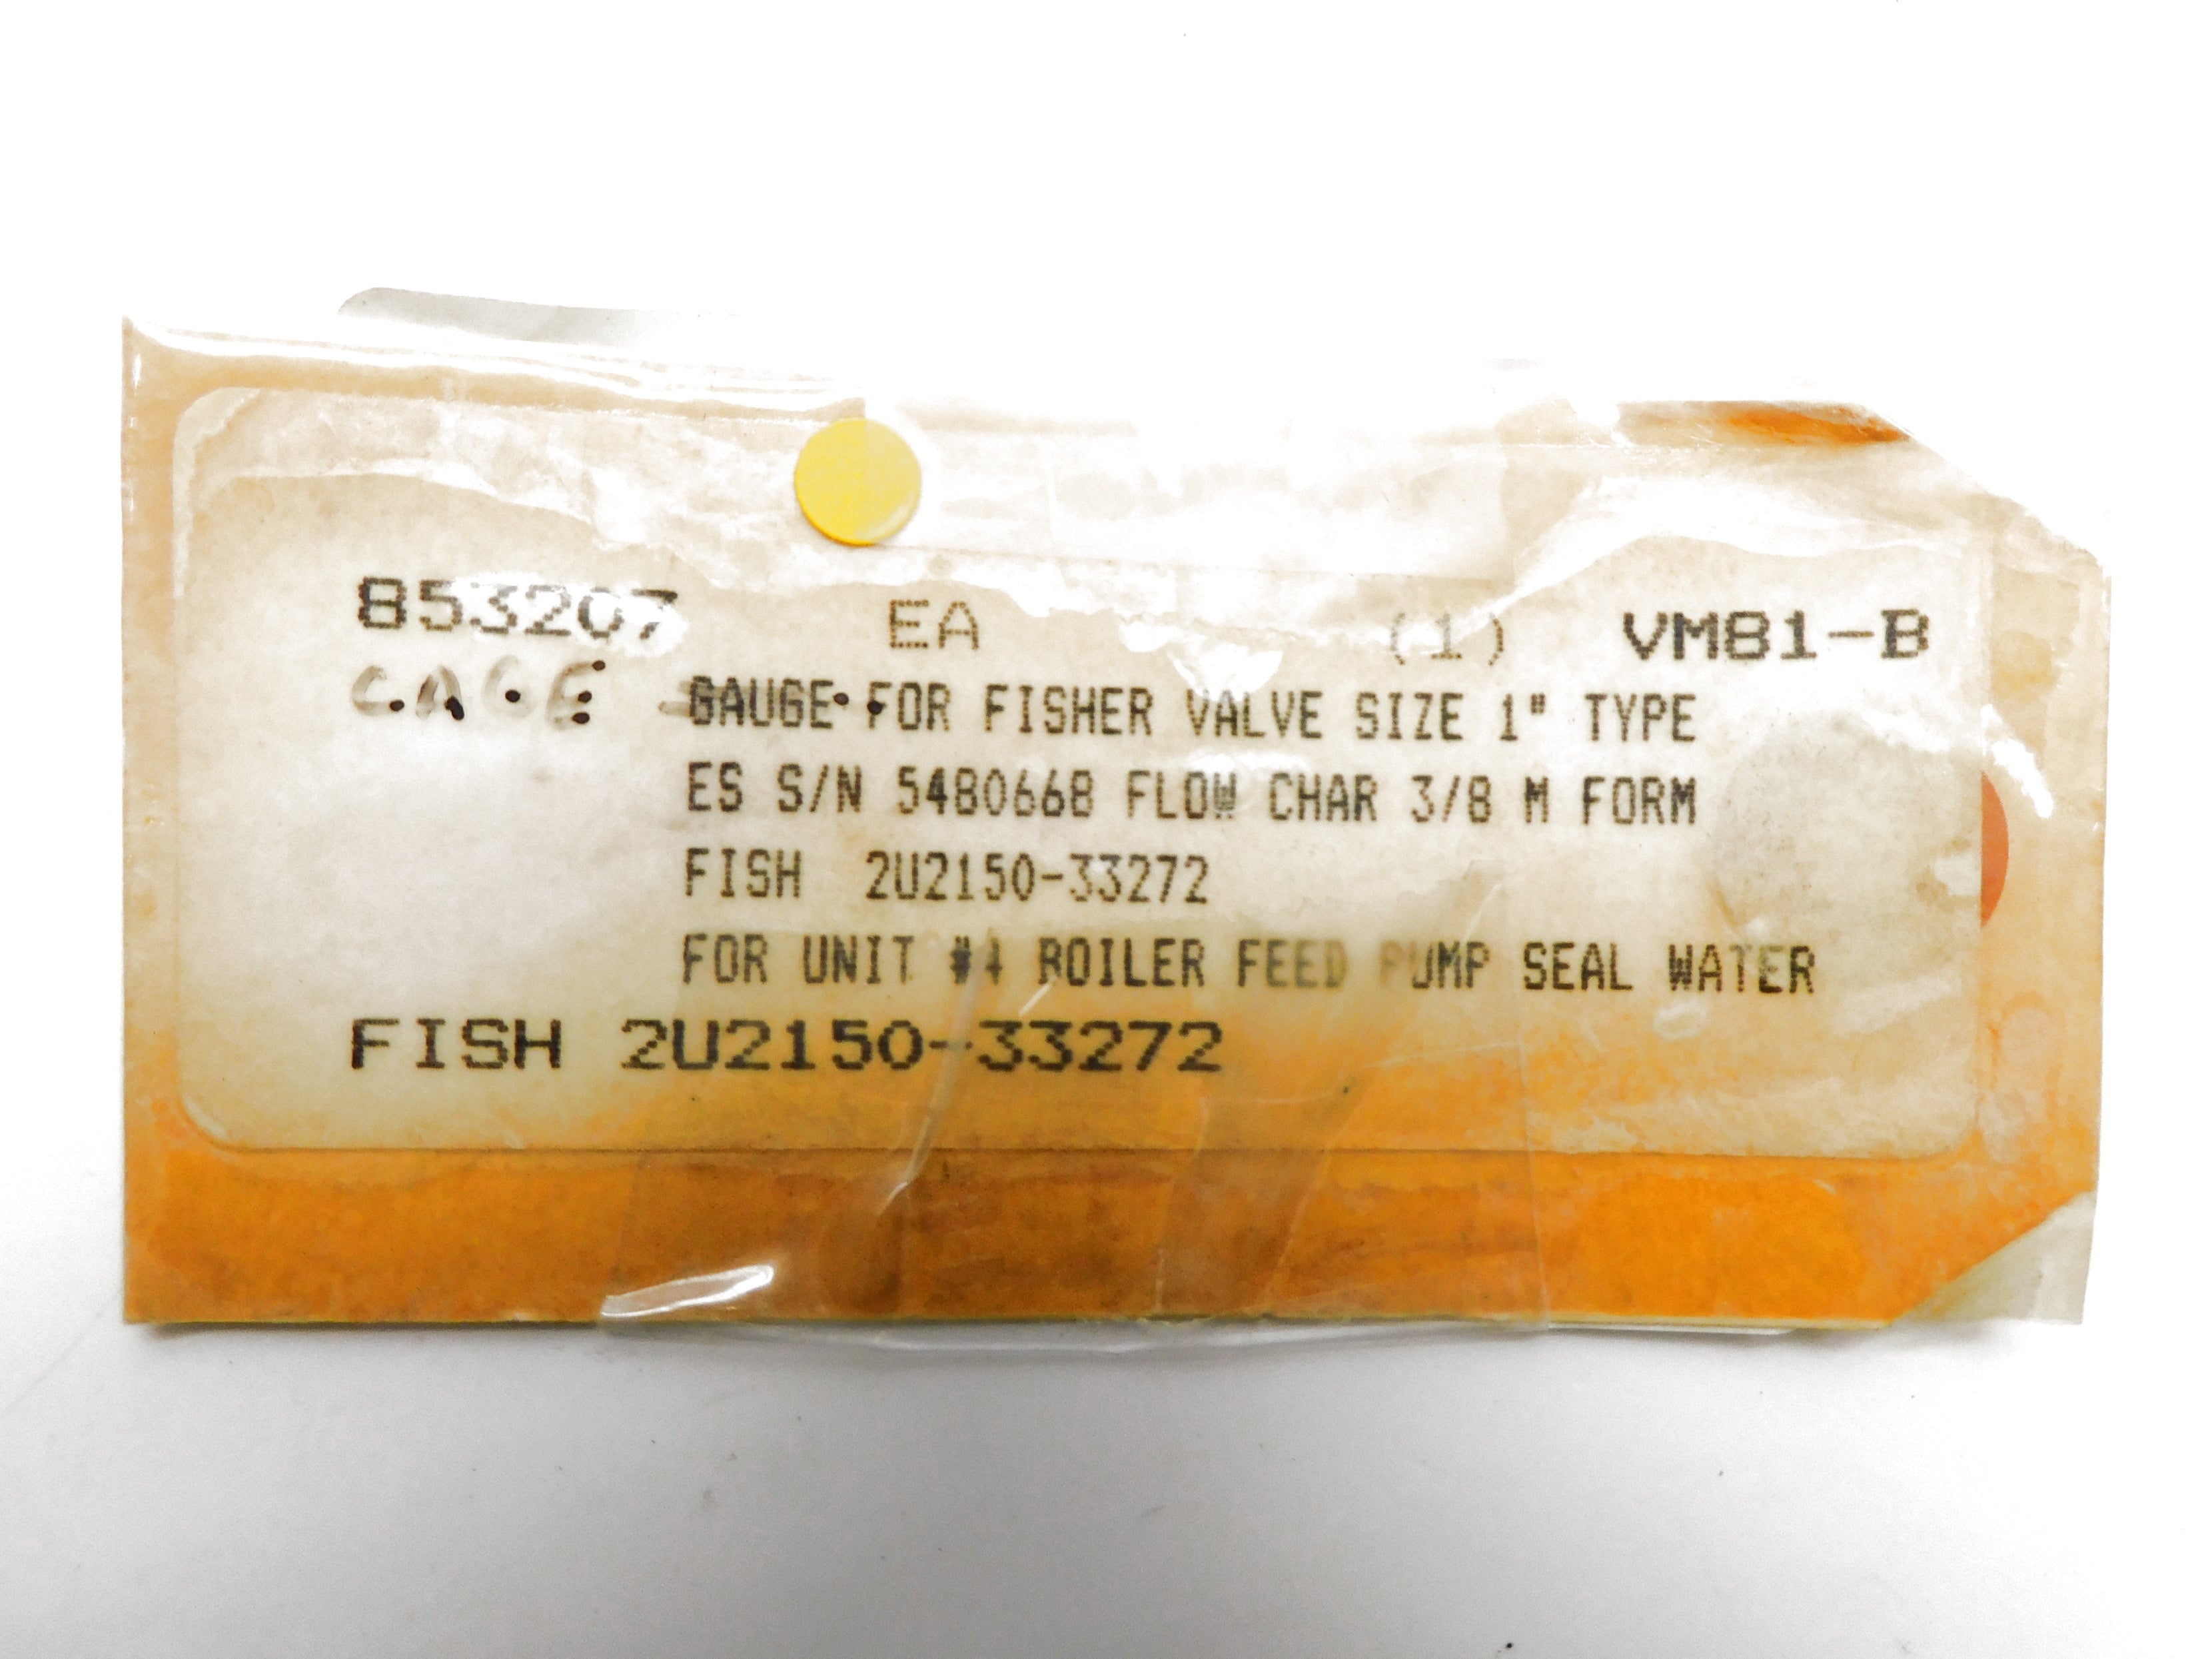 853207 EA (1) VM81-B
CAGE GAUGE FOR FISHER VALVE SIZE 1" TYPE
ES S/N 5480668 FLOW CHAR 3/8 M FORM
FISH 2U2150-33272
FOR UNIT #4 BOILER FEED PUMP SEAL WATER
FISH 2U2150-33272